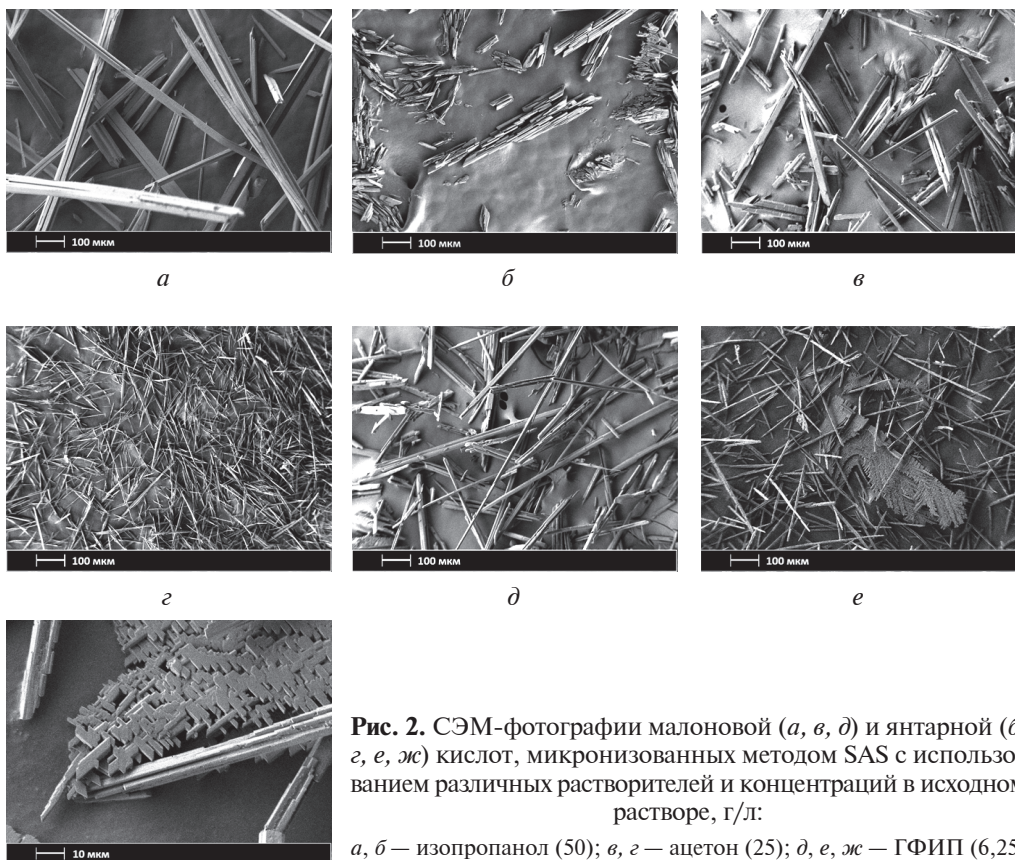 100 мкм
100 мкм
100 мкм
а
б
в
100 мкм
100 мкм
100 мкм
г
д
е
10 мкм
Рис. 2. СЭМ-фотографии малоновой (а, в, д) и янтарной (б,
г, е, ж) кислот, микронизованных методом SAS с использо-
ванием различных растворителей и концентраций в исходном
растворе, г/л:
а, б — изопропанол (50); в, г — ацетон (25); д, е, ж — ГФИП (6,25)